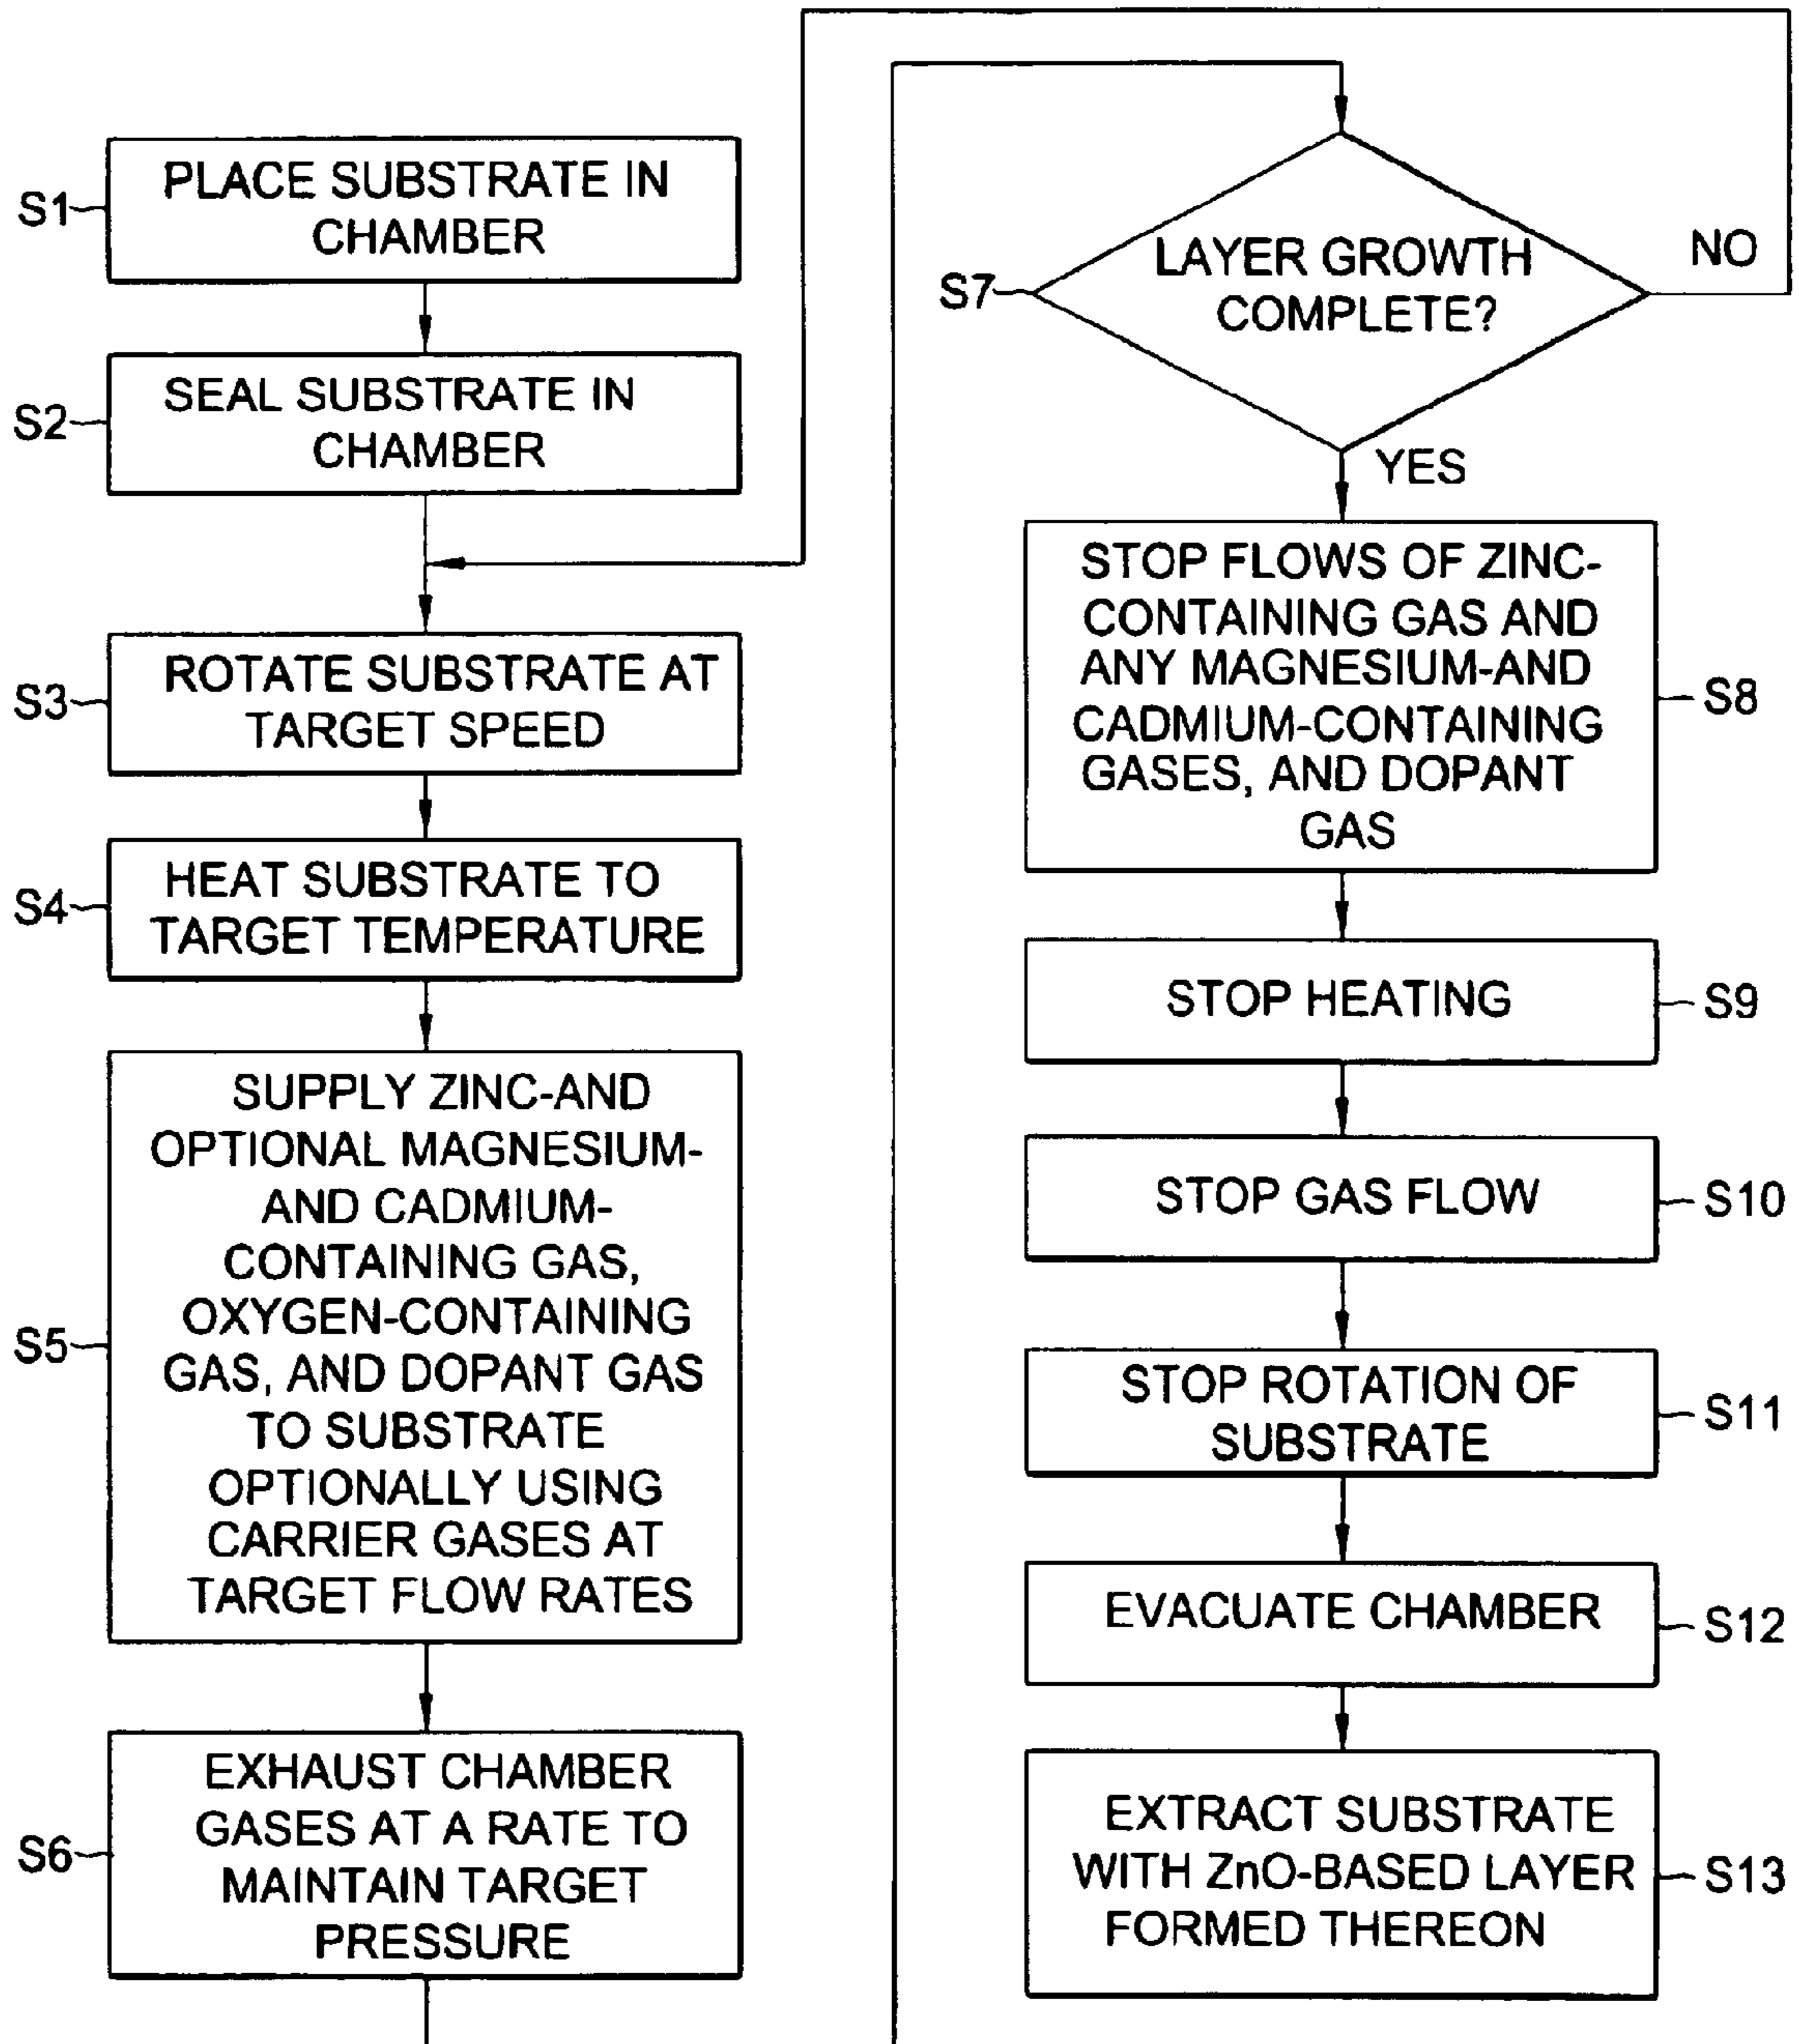 S1
PLACE SUBSTRATE IN
CHAMBER
S2
SEAL SUBSTRATE IN
CHAMBER
S3
ROTATE SUBSTRATE AT
TARGET SPEED
S4
HEAT SUBSTRATE TO
TARGET TEMPERATURE
S5
SUPPLY ZINC-AND
OPTIONAL MAGNESIUM-
AND CADMIUM-
CONTAINING GAS,
OXYGEN-CONTAINING
GAS, AND DOPANT GAS
TO SUBSTRATE
OPTIONALLY USING
CARRIER GASES AT
TARGET FLOW RATES
S6
EXHAUST CHAMBER
GASES AT A RATE TO
MAINTAIN TARGET
PRESSURE
S7
LAYER GROWTH
COMPLETE?
NO
YES
STOP FLOWS OF ZINC-
CONTAINING GAS AND
ANY MAGNESIUM-AND
CADMIUM-CONTAINING
GASES, AND DOPANT
GAS
S8
STOP HEATING
S9
STOP GAS FLOW
S10
STOP ROTATION OF
SUBSTRATE
S11
EVACUATE CHAMBER
S12
EXTRACT SUBSTRATE
WITH ZnO-BASED LAYER
FORMED THEREON
S13